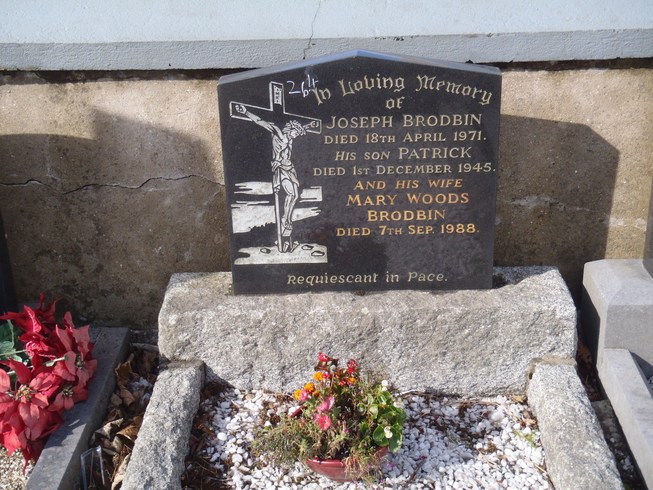 264
In Loving Memory
of
JOSEPH BRODBIN
DIED 18TH APRIL 1971.
HIS SON PATRICK
DIED 1ST DECEMBER 1945.
AND HIS WIFE
MARY WOODS
BRODBIN
DIED 7TH SEP. 1988.
Requiescant in Pace.